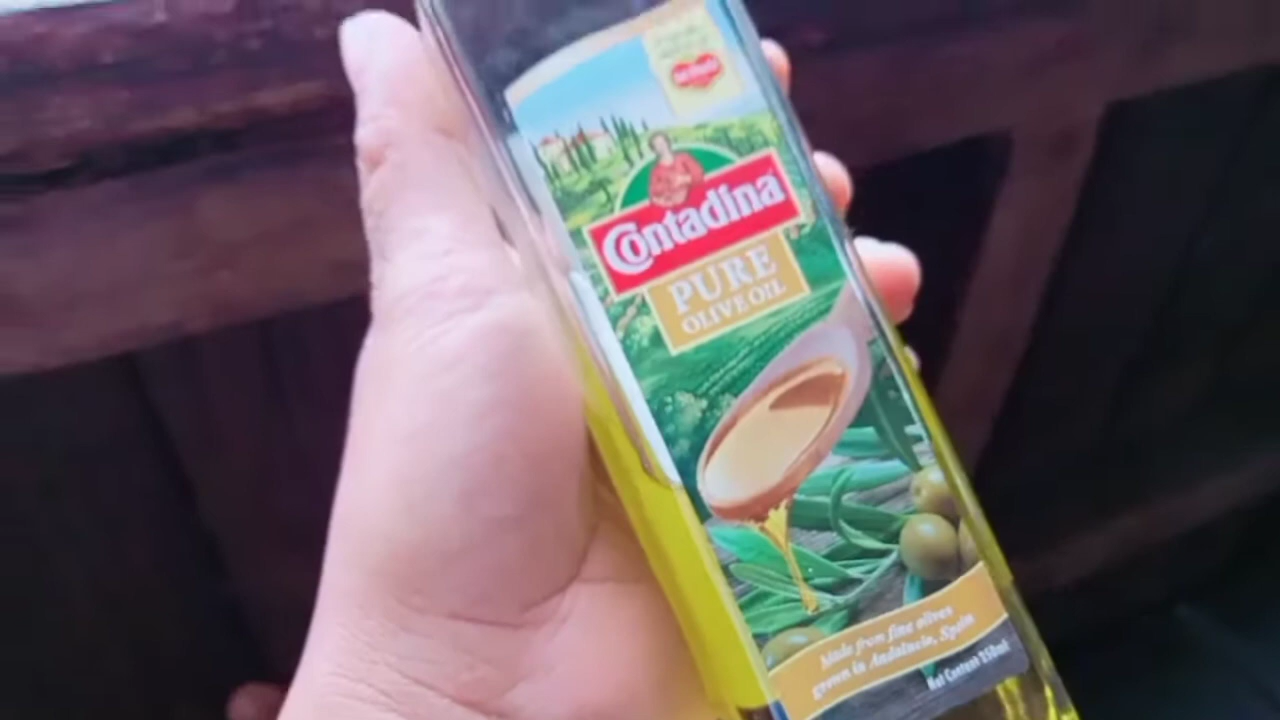 Contadina
PURE
OLIVE OIL
Made from fine olives
grown in Andalucia, Spain
Net Content 250ml